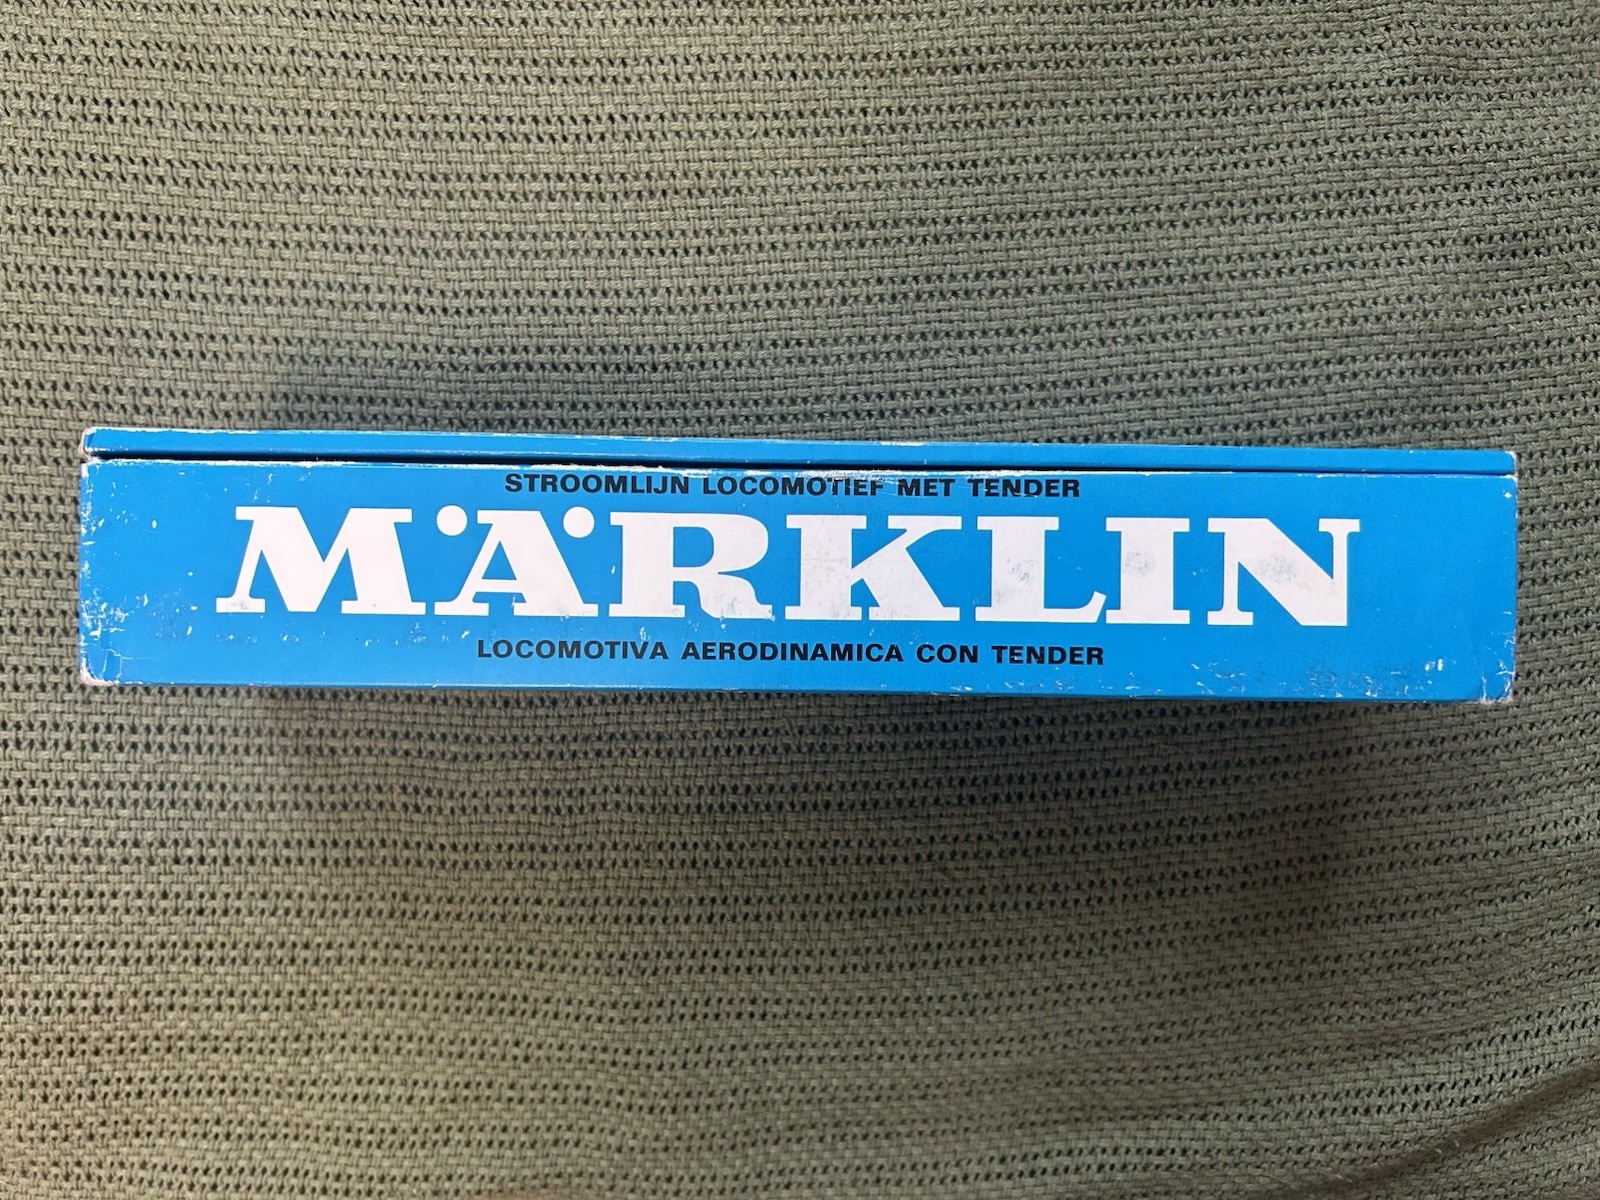 STROOMLIJN LOCOMOTIEF MET TENDER
MÄRKLIN
LOCOMOTIVA AERODINAMICA CON TENDER